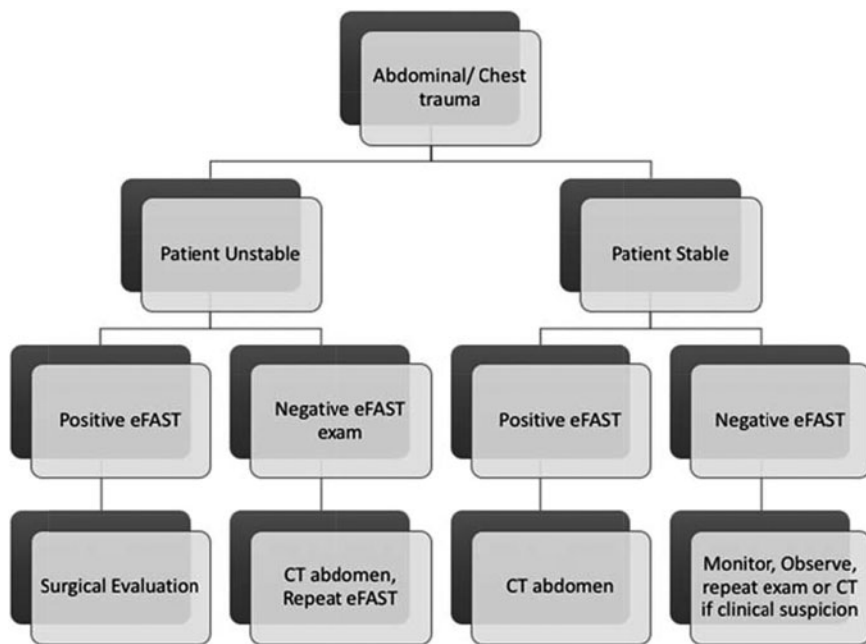 Abdominal/ Chest
trauma
Patient Unstable
Patient Stable
Positive eFAST
Negative eFAST
exam
Positive eFAST
Negative eFAST
Surgical Evaluation
CT abdomen,
Repeat eFAST
CT abdomen
Monitor, Observe,
repeat exam or CT
if clinical suspicion